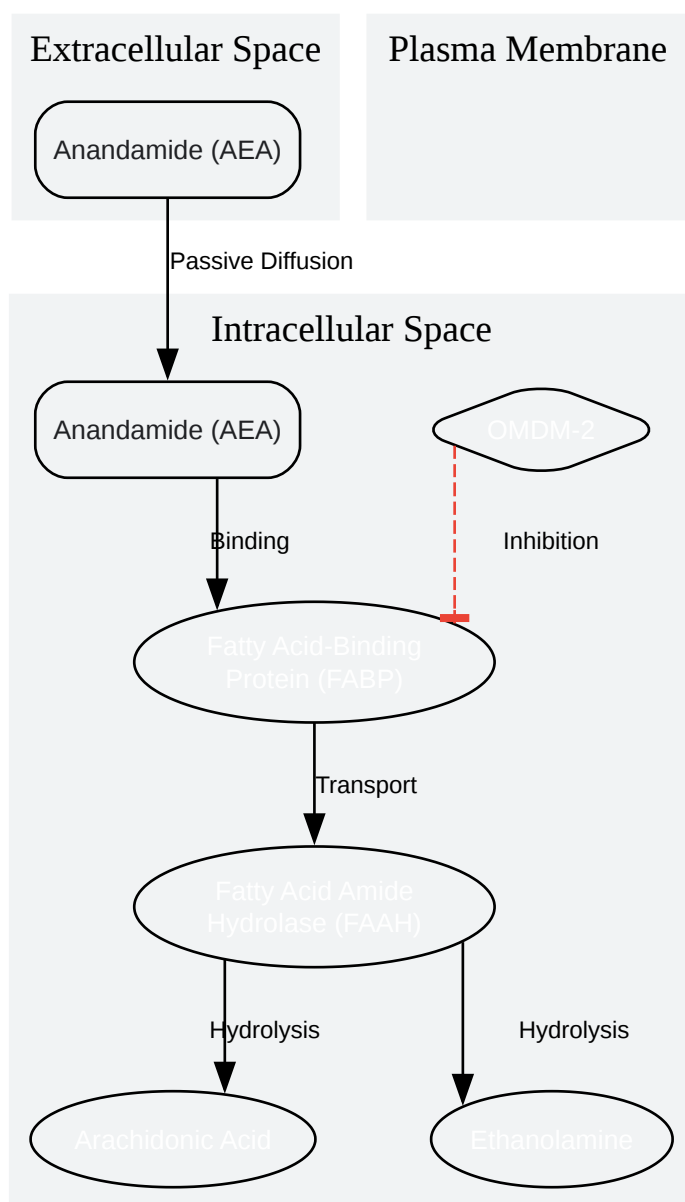 Extracellular Space
Plasma Membrane
Anandamide (AEA)
Passive Diffusion
Intracellular Space
Anandamide (AEA)
OMDM-2
Binding
Inhibition
Fatty Acid-Binding
Protein (FABP)
Transport
Fatty Acid Amide
Hydrolase (FAAH)
Hydrolysis
Hydrolysis
Arachidonic Acid
Ethanolamine